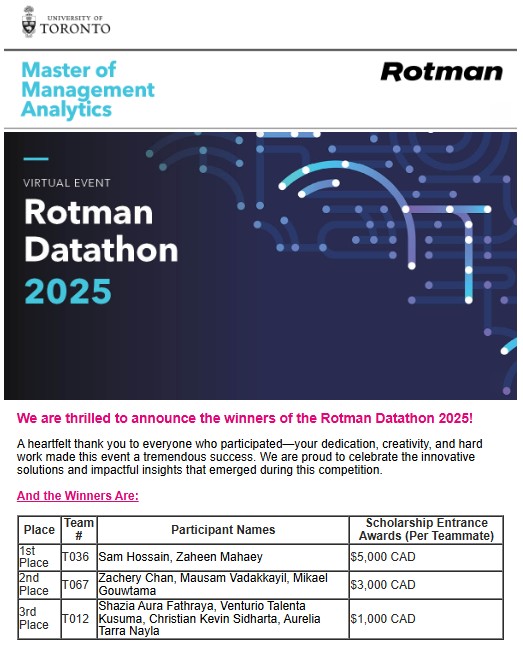 UNIVERSITY OF
TORONTO
Master of
Management
Analytics
Rotman
VIRTUAL EVENT
Rotman
Datathon
2025
We are thrilled to announce the winners of the Rotman Datathon 2025!
A heartfelt thank you to everyone who participated—your dedication, creativity, and hard
work made this event a tremendous success. We are proud to celebrate the innovative
solutions and impactful insights that emerged during this competition.
And the Winners Are:
Place Team # Participant Names Scholarship Entrance Awards (Per Teammate)
1st Place T036 Sam Hossain, Zaheen Mahaey $5,000 CAD
2nd Place T067 Zachery Chan, Mausam Vadakkayil, Mikael Gouwtama $3,000 CAD
3rd Place T012 Shazia Aura Fathraya, Venturio Talenta Kusuma, Christian Kevin Sidharta, Aurelia Tarra Nayla $1,000 CAD